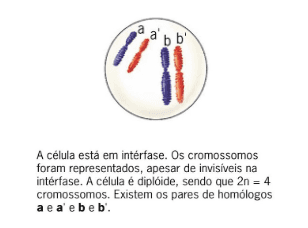 a a' b b'
A célula está em intérfase. Os cromossomos
foram representados, apesar de invisíveis na
intérfase. A célula é diplóide, sendo que 2n = 4
cromossomos. Existem os pares de homólogos
a e a' e b e b'.